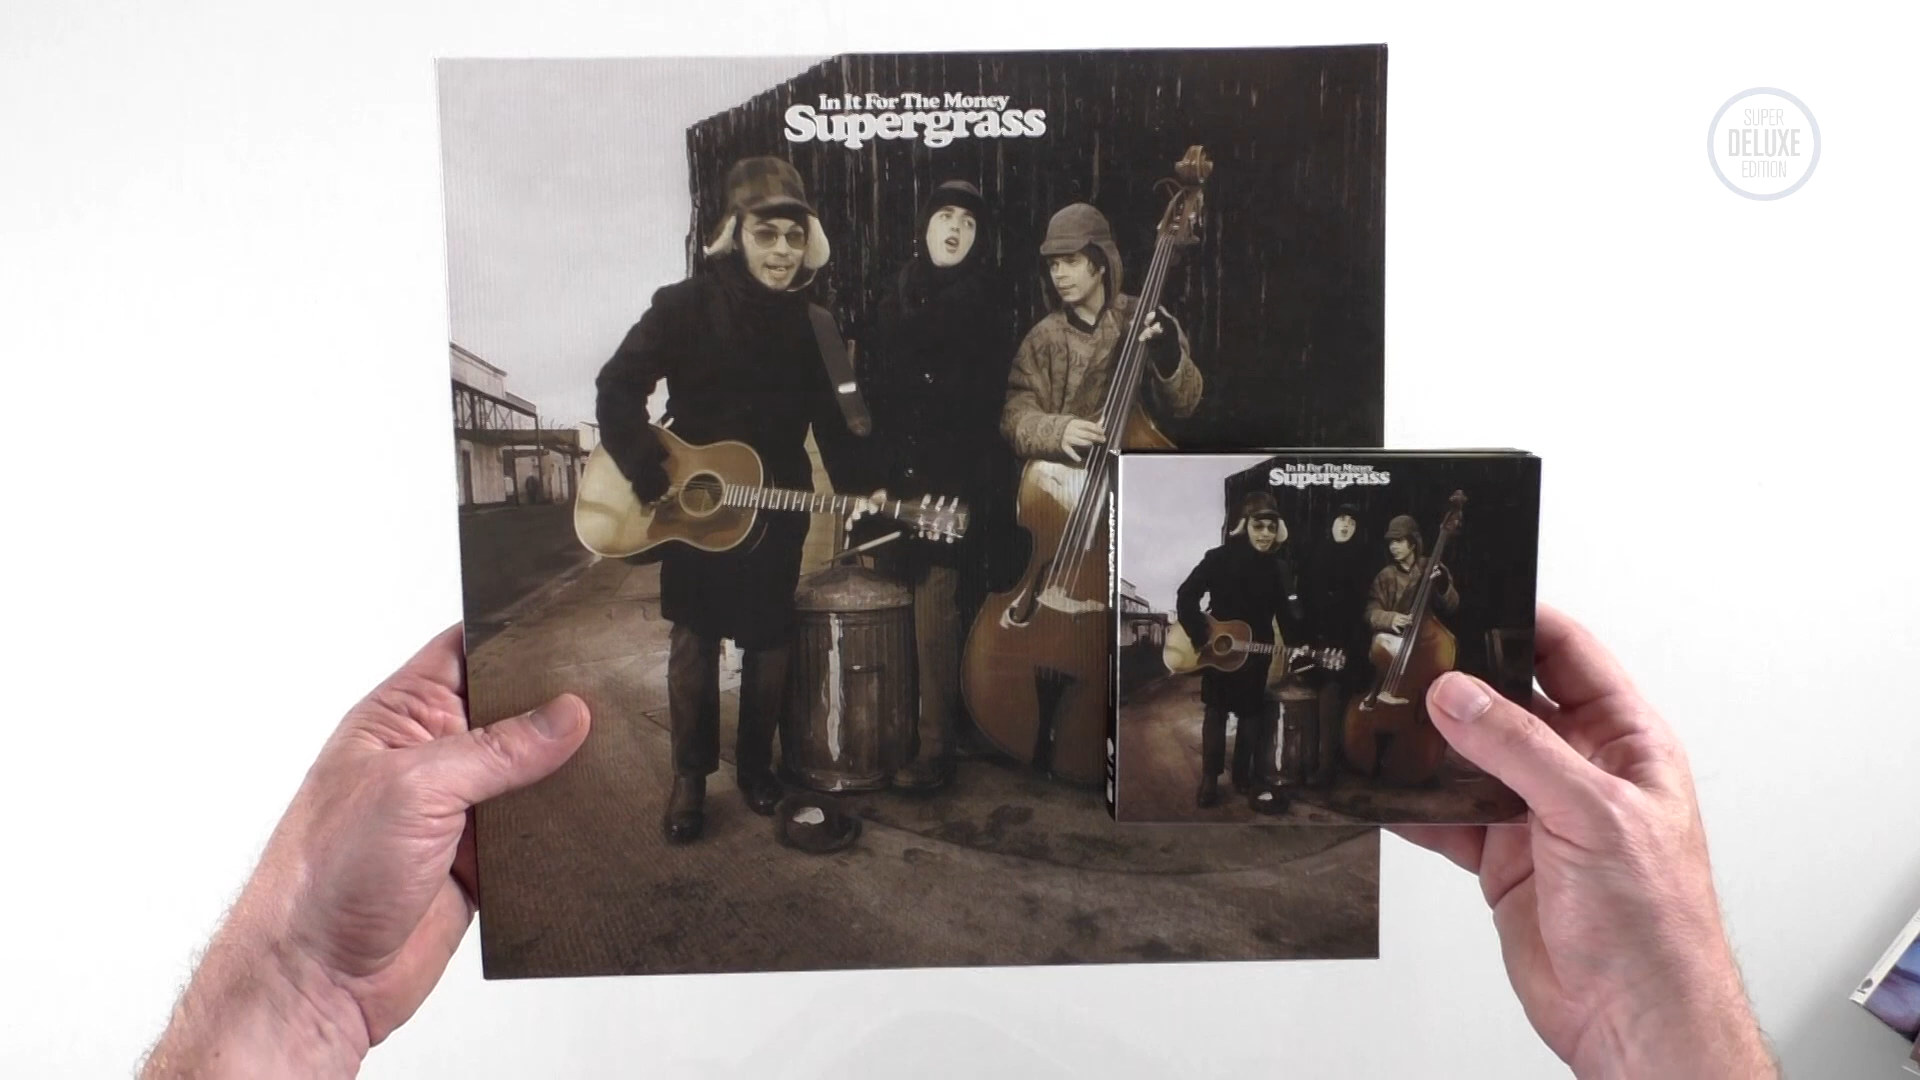 In It For The Money
Supergrass
SUPER
DELUXE
EDITION
In It For The Money
Supergrass